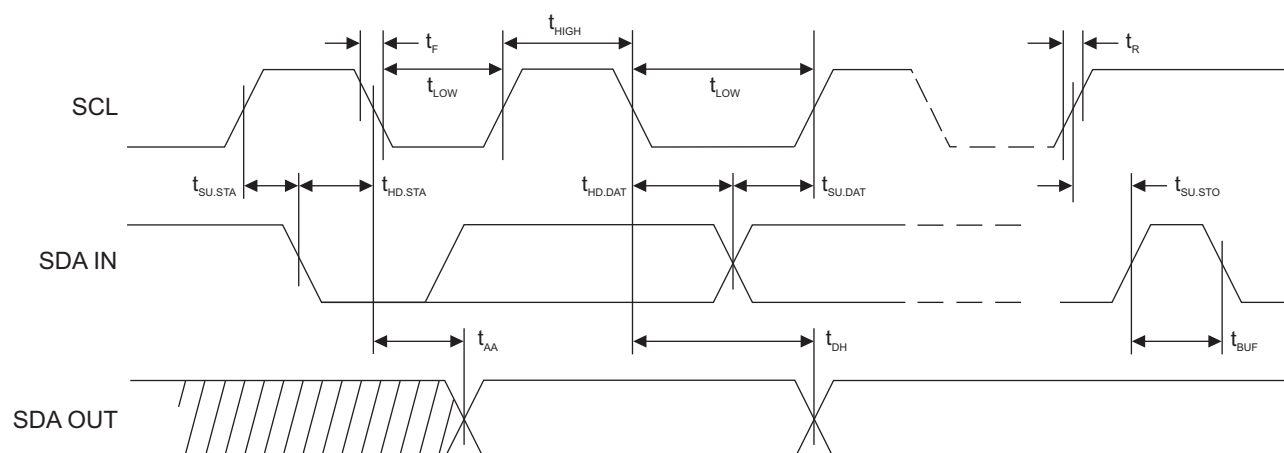 tHIGH
tF
tR
tLOW
tLOW
SCL
tSU.STA
tHD.STA
tHD.DAT
tSU.DAT
tSU.STO
SDA IN
tAA
tDH
tBUF
SDA OUT